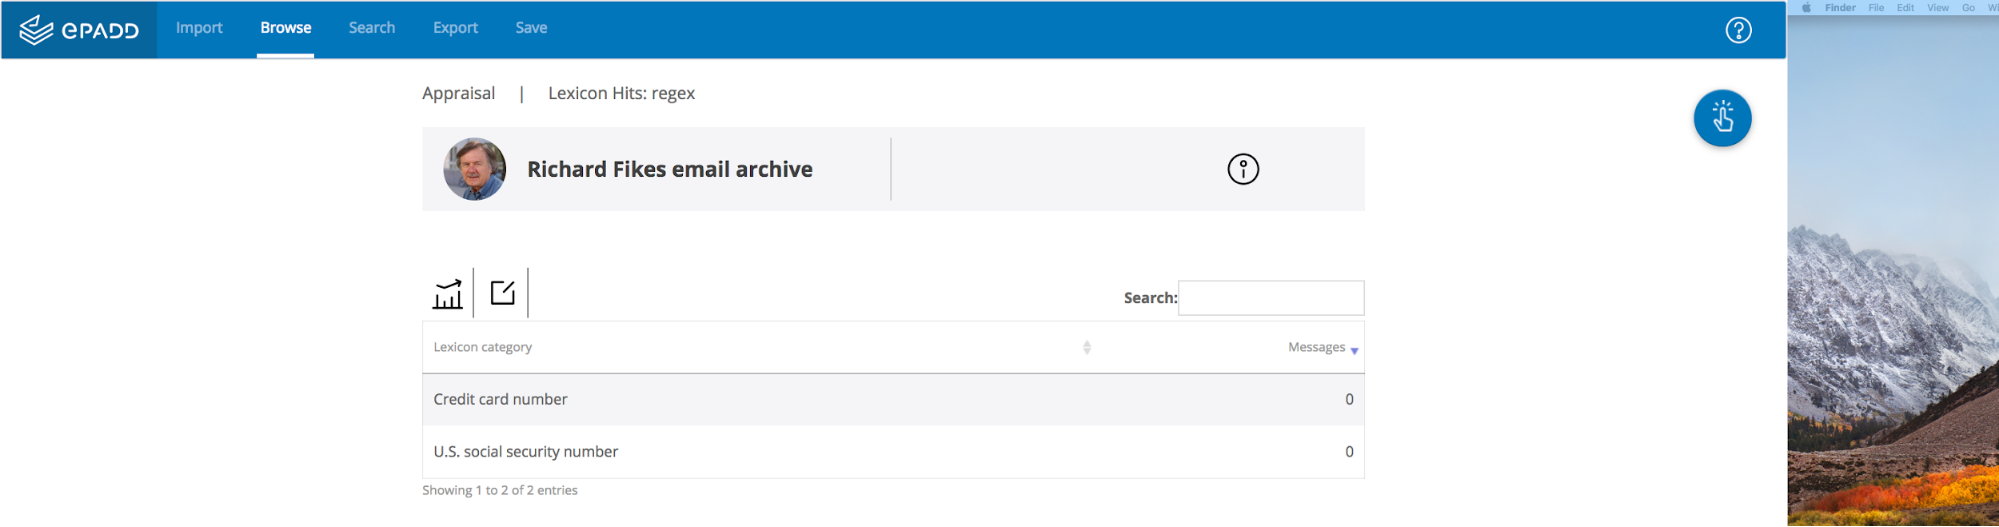 ePADD Import Browse Search Export Save ?
Finder File Edit View Go
Appraisal | Lexicon Hits: regex
Richard Fikes email archive
Search:
Lexicon category Messages
Credit card number 0
U.S. social security number 0
Showing 1 to 2 of 2 entries